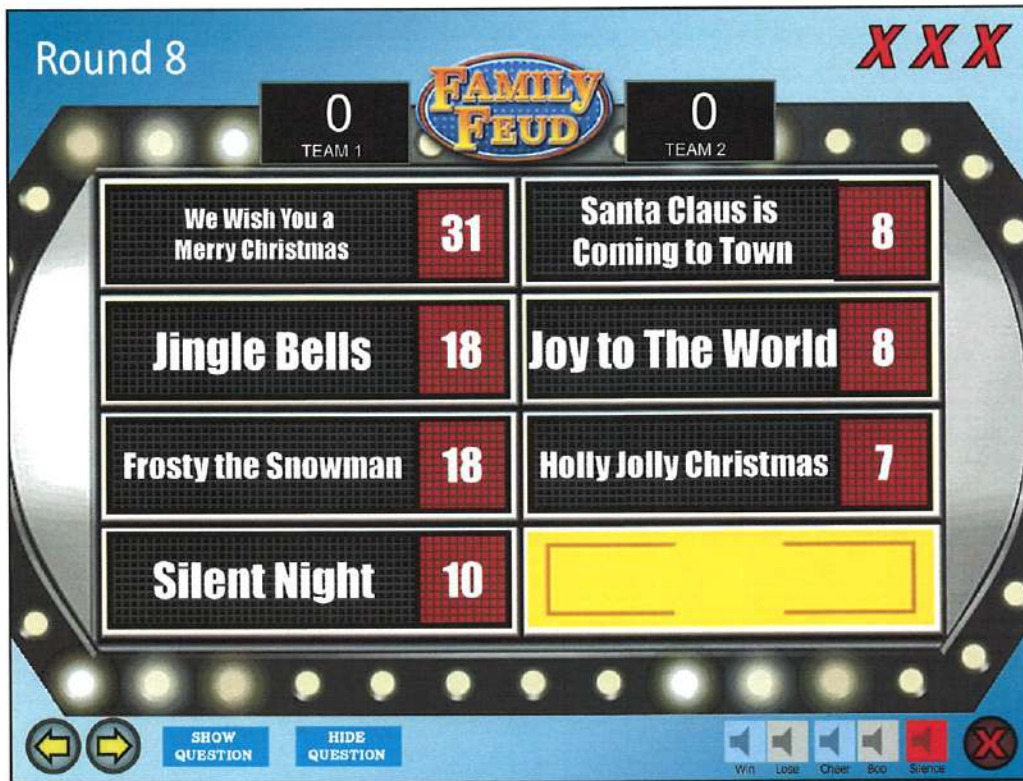 Round 8
X X X
FAMILY
FEUD
0
TEAM 1
0
TEAM 2
We Wish You a
Merry Christmas
31
Jingle Bells
18
Frosty the Snowman
18
Silent Night
10
Santa Claus is
Coming to Town
8
Joy to The World
8
Holly Jolly Christmas
7
SHOW
QUESTION
HIDE
QUESTION
Win
Lose
Cheer
Boo
Silence
X